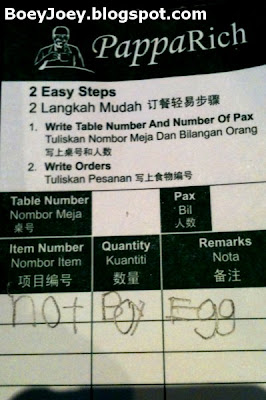 BoeyJoey.blogspot.com
PappaRich
2 Easy Steps
2 Langkah Mudah 订餐轻易步骤
1. Write Table Number And Number Of Pax
Tuliskan Nombor Meja Dan Bilangan Orang
写上桌号和人数
2. Write Orders
Tuliskan Pesanan 写上食物编号
Table Number
Nombor Meja
桌号
Pax
Bil
人数
Item Number
Nombor Item
项目编号
Quantity
Kuantiti
数量
Remarks
Nota
备注
not Boy Egg